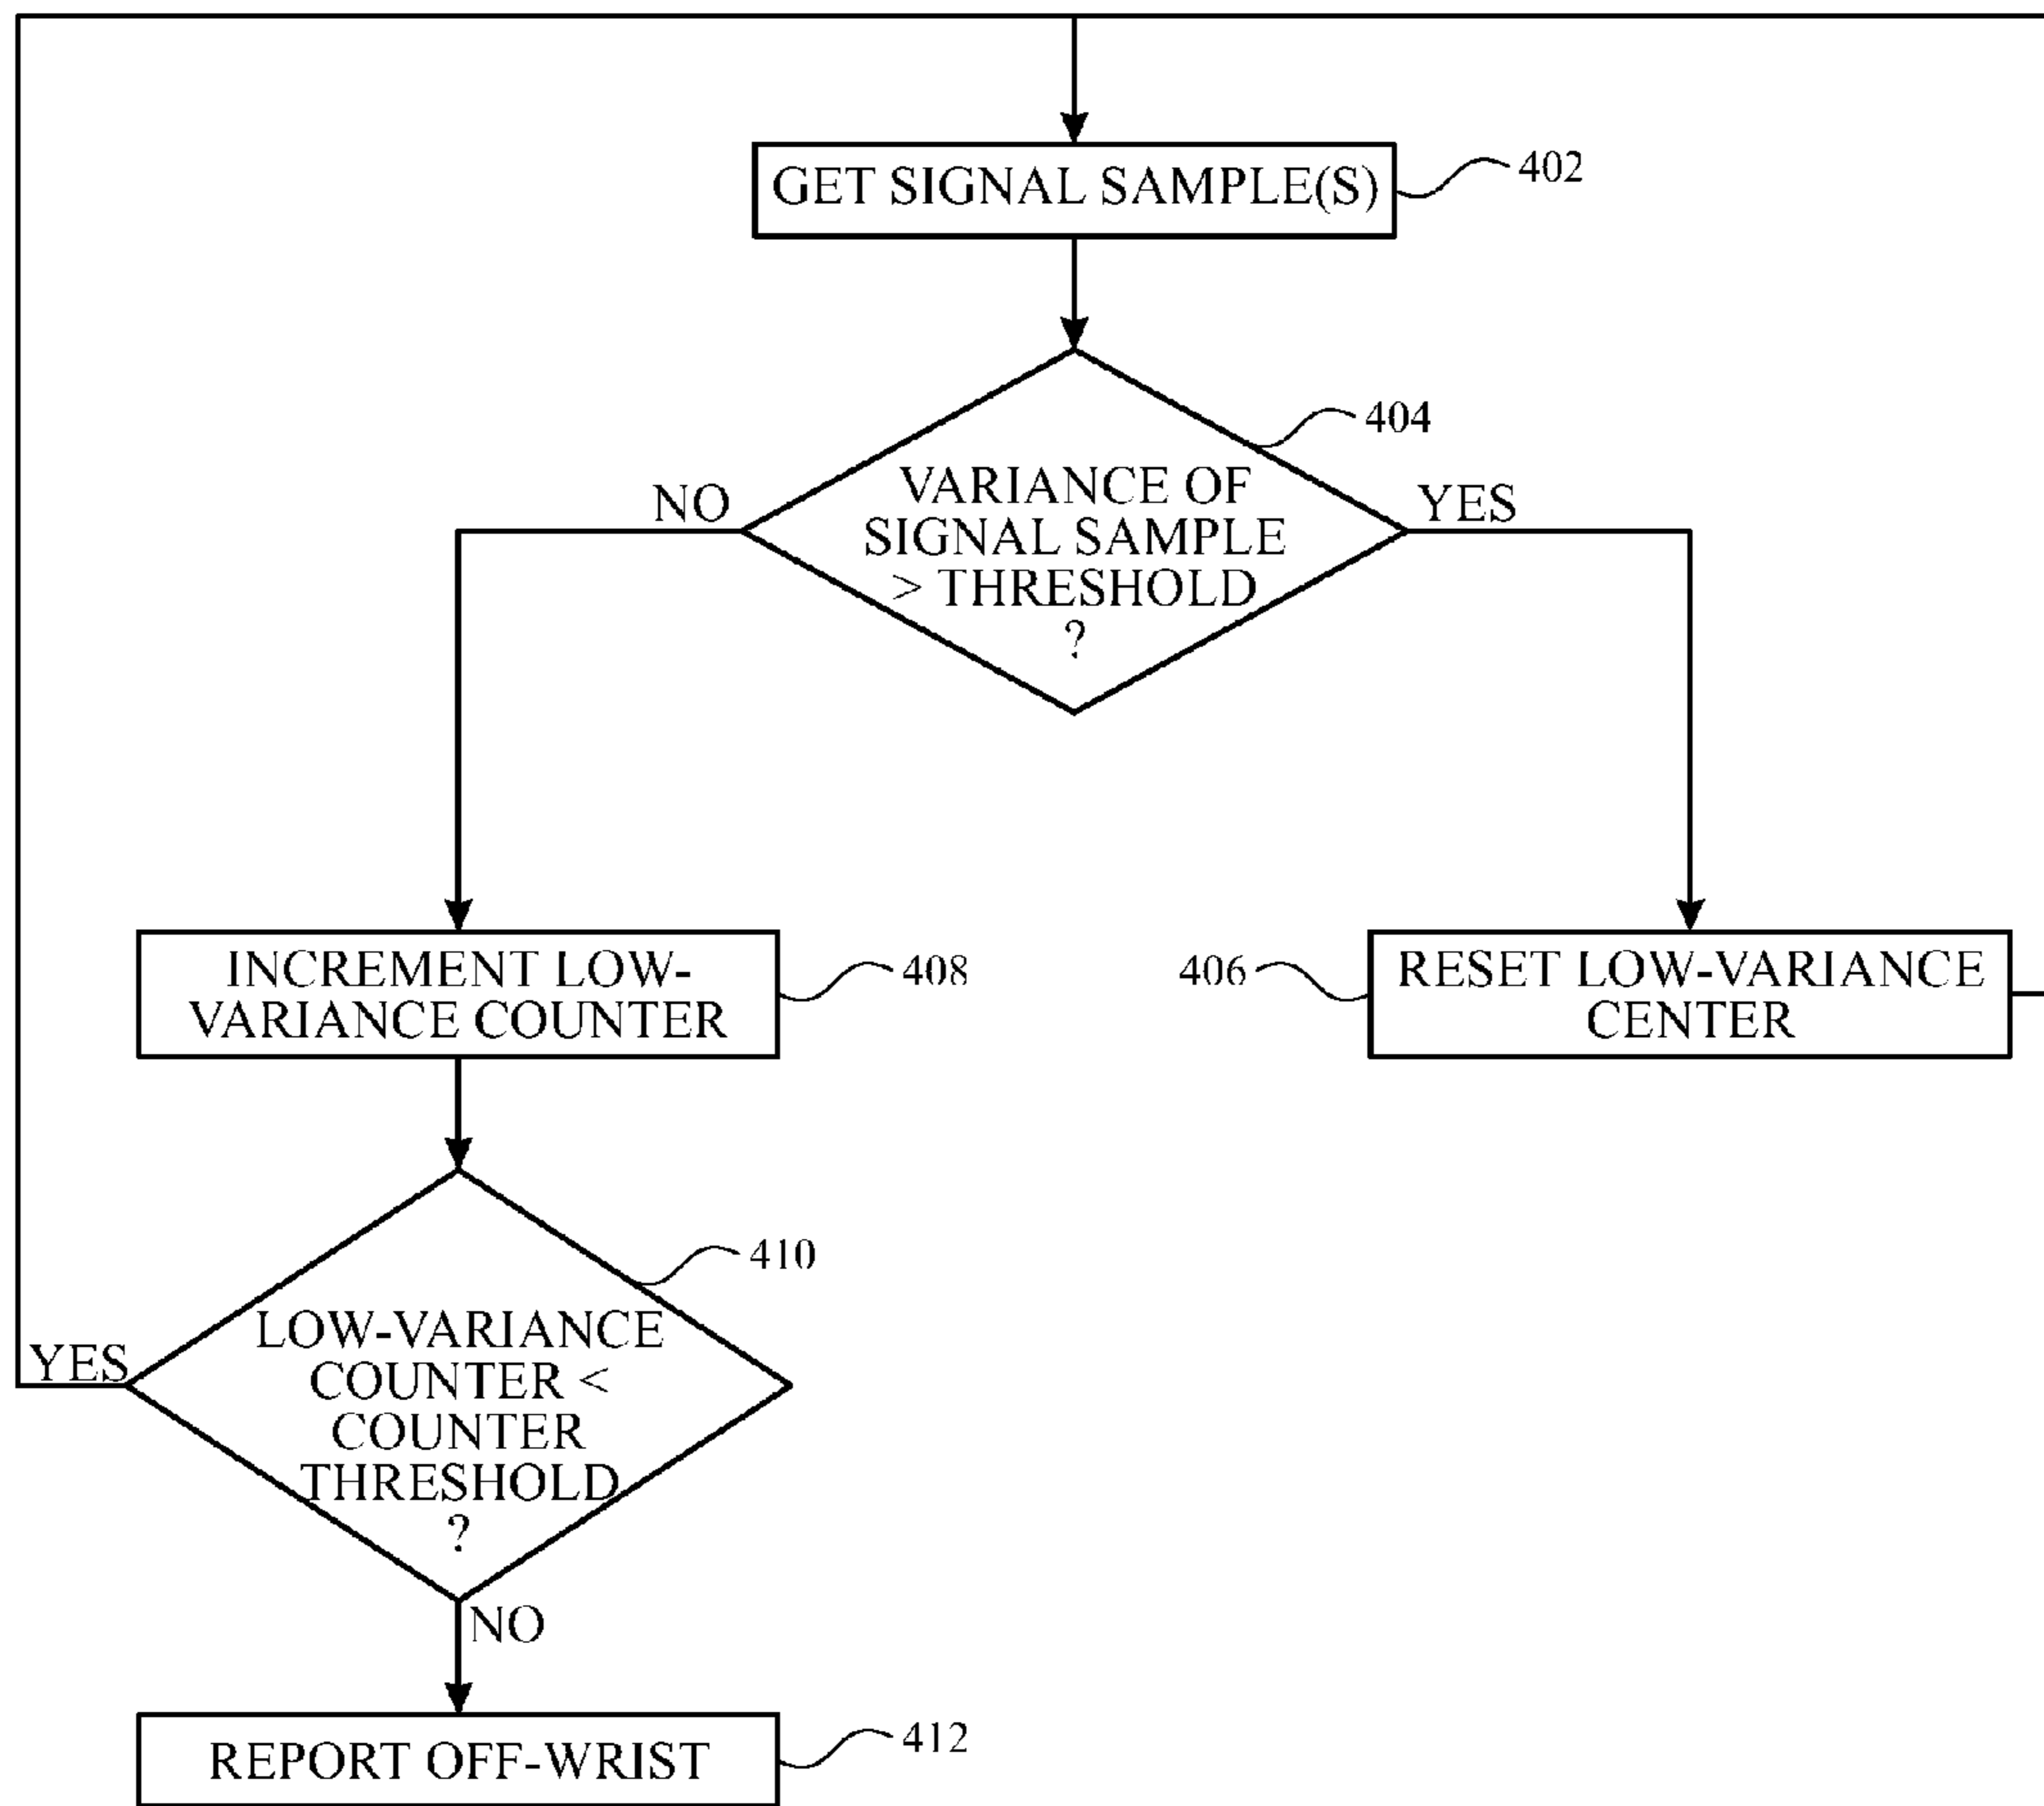 GET SIGNAL SAMPLE(S)
402
404
VARIANCE OF
SIGNAL SAMPLE
> THRESHOLD
?
NO
YES
INCREMENT LOW-
VARIANCE COUNTER
408
406
RESET LOW-VARIANCE
CENTER
410
LOW-VARIANCE
COUNTER <
COUNTER
THRESHOLD
?
YES
NO
REPORT OFF-WRIST
412